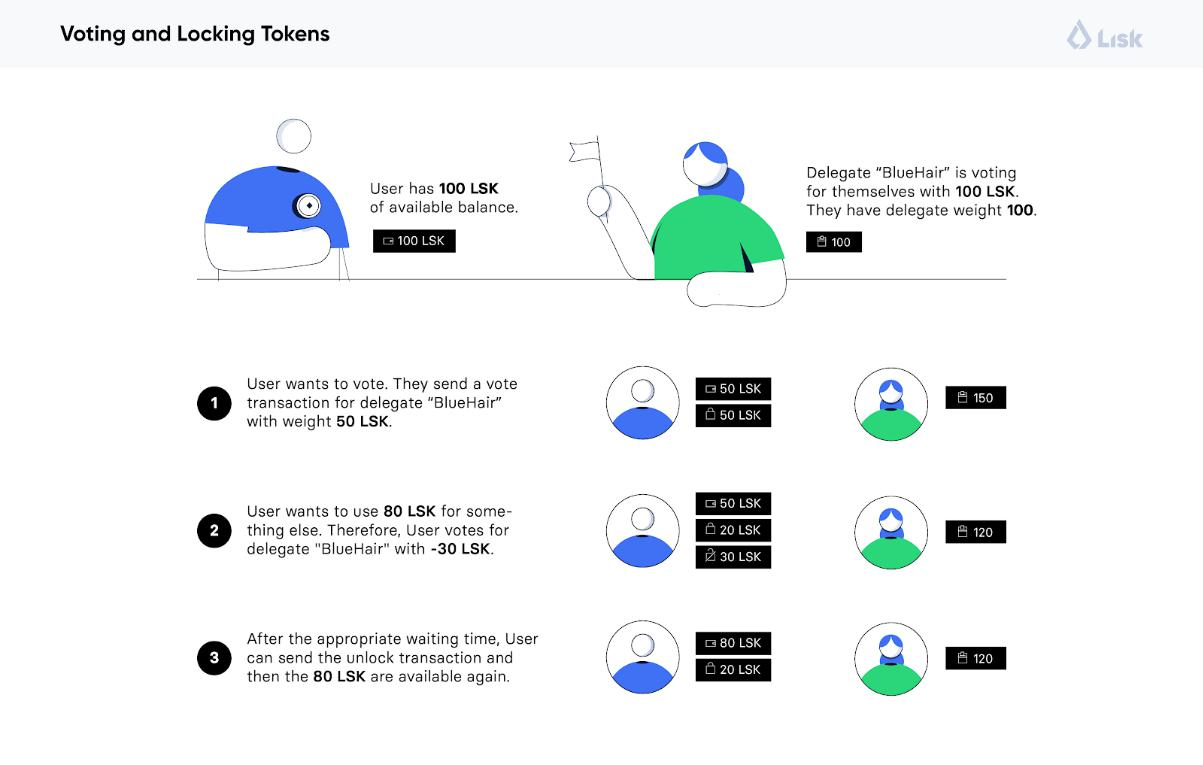 Voting and Locking Tokens
Lisk
User has 100 LSK
of available balance.
100 LSK
Delegate “BlueHair” is voting
for themselves with 100 LSK.
They have delegate weight 100.
100
1
User wants to vote. They send a vote
transaction for delegate “BlueHair”
with weight 50 LSK.
50 LSK
50 LSK
150
2
User wants to use 80 LSK for some-
thing else. Therefore, User votes for
delegate "BlueHair" with -30 LSK.
50 LSK
20 LSK
30 LSK
120
3
After the appropriate waiting time, User
can send the unlock transaction and
then the 80 LSK are available again.
80 LSK
20 LSK
120